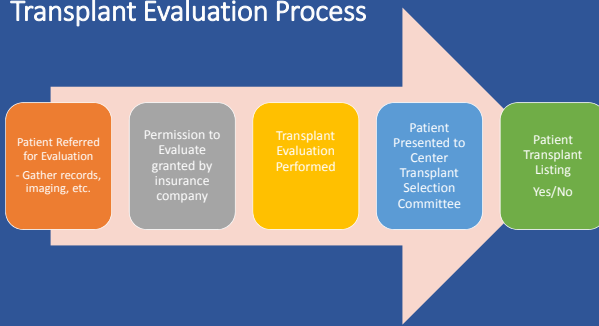 Transplant Evaluation Process
Patient Referred
for Evaluation
- Gather records,
imaging, etc.
Permission to
Evaluate
granted by
insurance
company
Transplant
Evaluation
Performed
Patient
Presented to
Center
Transplant
Selection
Committee
Patient
Transplant
Listing
Yes/No